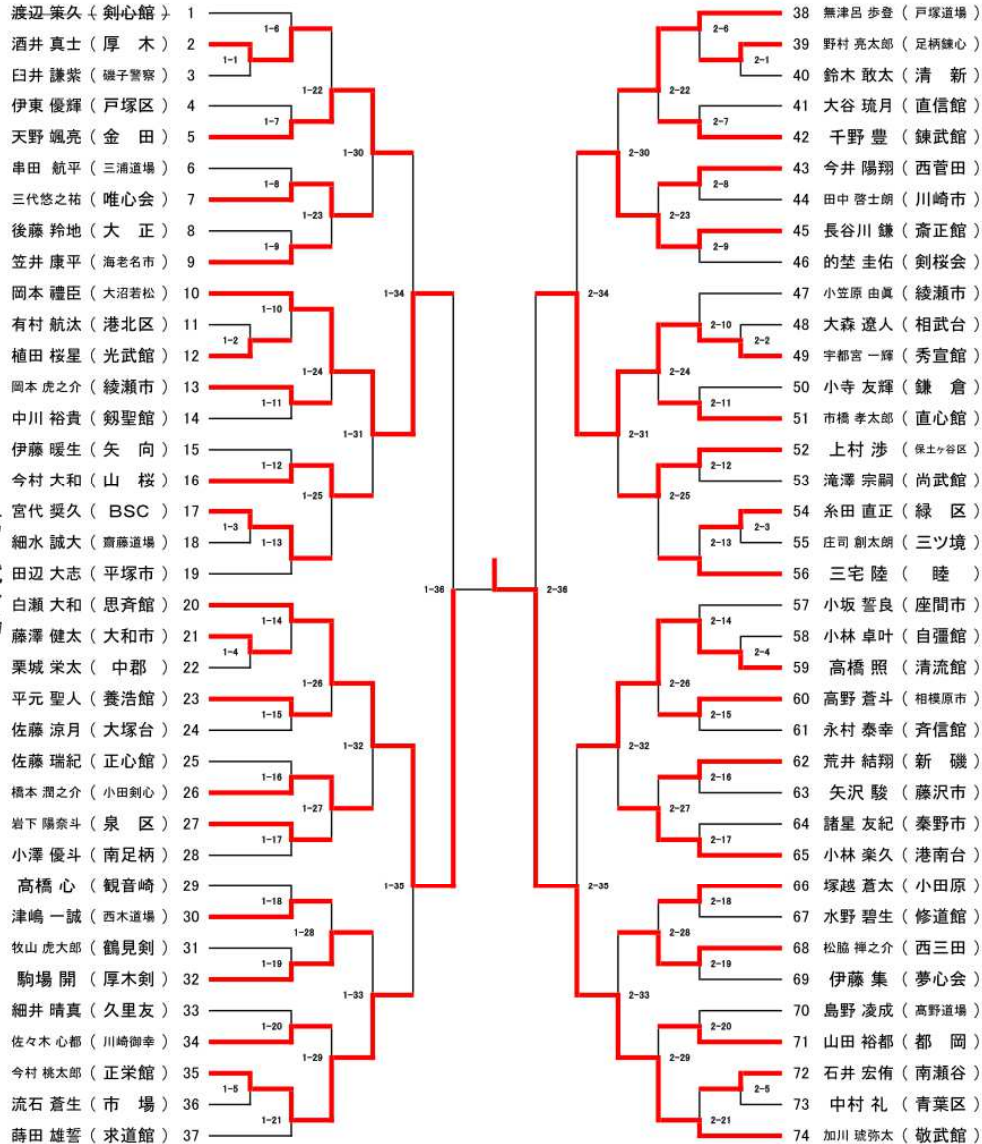 渡辺 策久 ( 剣心館 ) 1
酒井 真士 ( 厚 木 ) 2
臼井 謙紫 ( 磯子警察 ) 3
伊東 優輝 ( 戸塚区 ) 4
天野 颯亮 ( 金 田 ) 5
串田 航平 ( 三浦道場 ) 6
三代悠之祐 ( 唯心会 ) 7
後藤 羚地 ( 大 正 ) 8
笠井 康平 ( 海老名市 ) 9
岡本 禮臣 ( 大沼若松 ) 10
有村 航汰 ( 港北区 ) 11
植田 桜星 ( 光武館 ) 12
岡本 虎之介 ( 綾瀬市 ) 13
中川 裕貴 ( 剱聖館 ) 14
伊藤 暖生 ( 矢 向 ) 15
今村 大和 ( 山 桜 ) 16
宮代 奨久 ( BSC ) 17
細水 誠大 ( 齋藤道場 ) 18
田辺 大志 ( 平塚市 ) 19
白瀬 大和 ( 思斉館 ) 20
藤澤 健太 ( 大和市 ) 21
栗城 栄太 ( 中郡 ) 22
平元 聖人 ( 養浩館 ) 23
佐藤 涼月 ( 大塚台 ) 24
佐藤 瑞紀 ( 正心館 ) 25
橋本 潤之介 ( 小田剣心 ) 26
岩下 陽奈斗 ( 泉 区 ) 27
小澤 優斗 ( 南足柄 ) 28
髙橋 心 ( 観音崎 ) 29
津嶋 一誠 ( 西木道場 ) 30
牧山 虎太郎 ( 鶴見剣 ) 31
駒場 開 ( 厚木剣 ) 32
細井 晴真 ( 久里友 ) 33
佐々木 心都 ( 川崎御幸 ) 34
今村 桃太郎 ( 正栄館 ) 35
流石 蒼生 ( 市 場 ) 36
蒔田 雄誓 ( 求道館 ) 37
1-6
1-1
1-22
1-7
1-30
1-8
1-23
1-9
1-34
1-10
1-2
1-24
1-11
1-31
1-12
1-25
1-3
1-13
1-36
1-14
1-4
1-26
1-15
1-32
1-16
1-27
1-17
1-35
1-18
1-28
1-19
1-33
1-20
1-29
1-5
1-21
2-6
2-1
2-22
2-7
2-30
2-8
2-23
2-9
2-34
2-10
2-2
2-24
2-11
2-31
2-12
2-25
2-3
2-13
2-36
2-14
2-4
2-26
2-15
2-32
2-16
2-27
2-17
2-35
2-18
2-28
2-19
2-33
2-20
2-29
2-5
2-21
38 無津呂 歩登 ( 戸塚道場 )
39 野村 亮太郎 ( 足柄錬心 )
40 鈴木 敢太 ( 清 新 )
41 大谷 琉月 ( 直信館 )
42 千野 豊 ( 錬武館 )
43 今井 陽翔 ( 西菅田 )
44 田中 啓士朗 ( 川崎市 )
45 長谷川 鎌 ( 斎正館 )
46 的埜 圭佑 ( 剣桜会 )
47 小笠原 由眞 ( 綾瀬市 )
48 大森 遼人 ( 相武台 )
49 宇都宮 一輝 ( 秀宣館 )
50 小寺 友輝 ( 鎌 倉 )
51 市橋 孝太郎 ( 直心館 )
52 上村 渉 ( 保土ヶ谷区 )
53 滝澤 宗嗣 ( 尚武館 )
54 糸田 直正 ( 緑 区 )
55 庄司 創太朗 ( 三ツ境 )
56 三宅 陸 ( 睦 )
57 小坂 誓良 ( 座間市 )
58 小林 卓叶 ( 自彊館 )
59 高橋 照 ( 清流館 )
60 高野 蒼斗 ( 相模原市 )
61 永村 泰幸 ( 斉信館 )
62 荒井 結翔 ( 新 磯 )
63 矢沢 駿 ( 藤沢市 )
64 諸星 友紀 ( 秦野市 )
65 小林 楽久 ( 港南台 )
66 塚越 蒼太 ( 小田原 )
67 水野 碧生 ( 修道館 )
68 松脇 禅之介 ( 西三田 )
69 伊藤 集 ( 夢心会 )
70 島野 凌成 ( 髙野道場 )
71 山田 裕都 ( 都 岡 )
72 石井 宏侑 ( 南瀬谷 )
73 中村 礼 ( 青葉区 )
74 加川 琥弥太 ( 敬武館 )